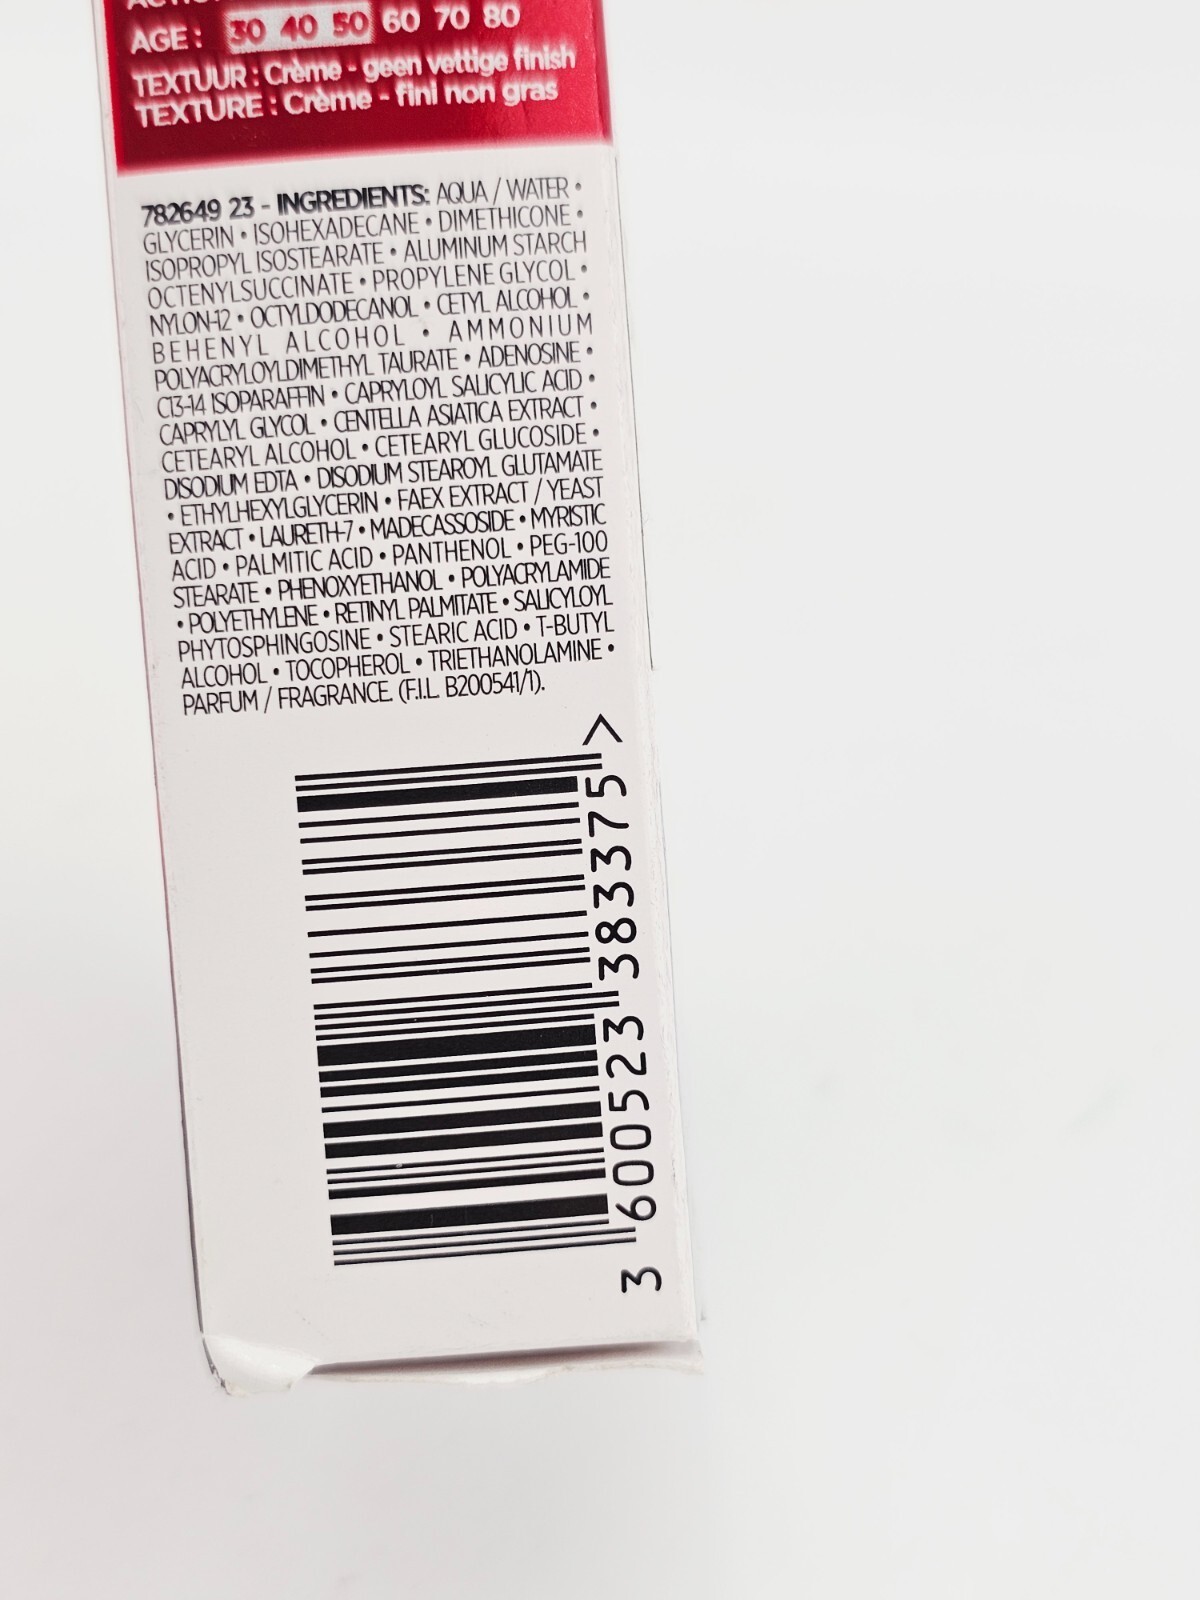 AGE : 30 40 50 60 70 80
TEXTUUR : Crème - geen vettige finish
TEXTURE : Crème - fini non gras
782649 23 - INGREDIENTS: AQUA / WATER •
GLYCERIN • ISOHEXADECANE • DIMETHICONE •
ISOPROPYL ISOSTEARATE • ALUMINUM STARCH
OCTENYLSUCCINATE • PROPYLENE GLYCOL •
NYLON-12 • OCTYLDODECANOL • CETYL ALCOHOL •
BEHENYL ALCOHOL • AMMONIUM
POLYACRYLOYLDIMETHYL TAURATE • ADENOSINE •
C13-14 ISOPARAFFIN • CAPRYLOYL SALICYLIC ACID •
CAPRYLYL GLYCOL • CENTELLA ASIATICA EXTRACT •
CETEARYL ALCOHOL • CETEARYL GLUCOSIDE •
DISODIUM EDTA • DISODIUM STEAROYL GLUTAMATE
• ETHYLHEXYLGLYCERIN • FAEX EXTRACT / YEAST
EXTRACT • LAURETH-7 • MADECASSOSIDE • MYRISTIC
ACID • PALMITIC ACID • PANTHENOL • PEG-100
STEARATE • PHENOXYETHANOL • POLYACRYLAMIDE
• POLYETHYLENE • RETINYL PALMITATE • SALICYLOYL
PHYTOSPHINGOSINE • STEARIC ACID • T-BUTYL
ALCOHOL • TOCOPHEROL • TRIETHANOLAMINE •
PARFUM / FRAGRANCE. (F.I.L. B200541/1).
3 600523 383375 >